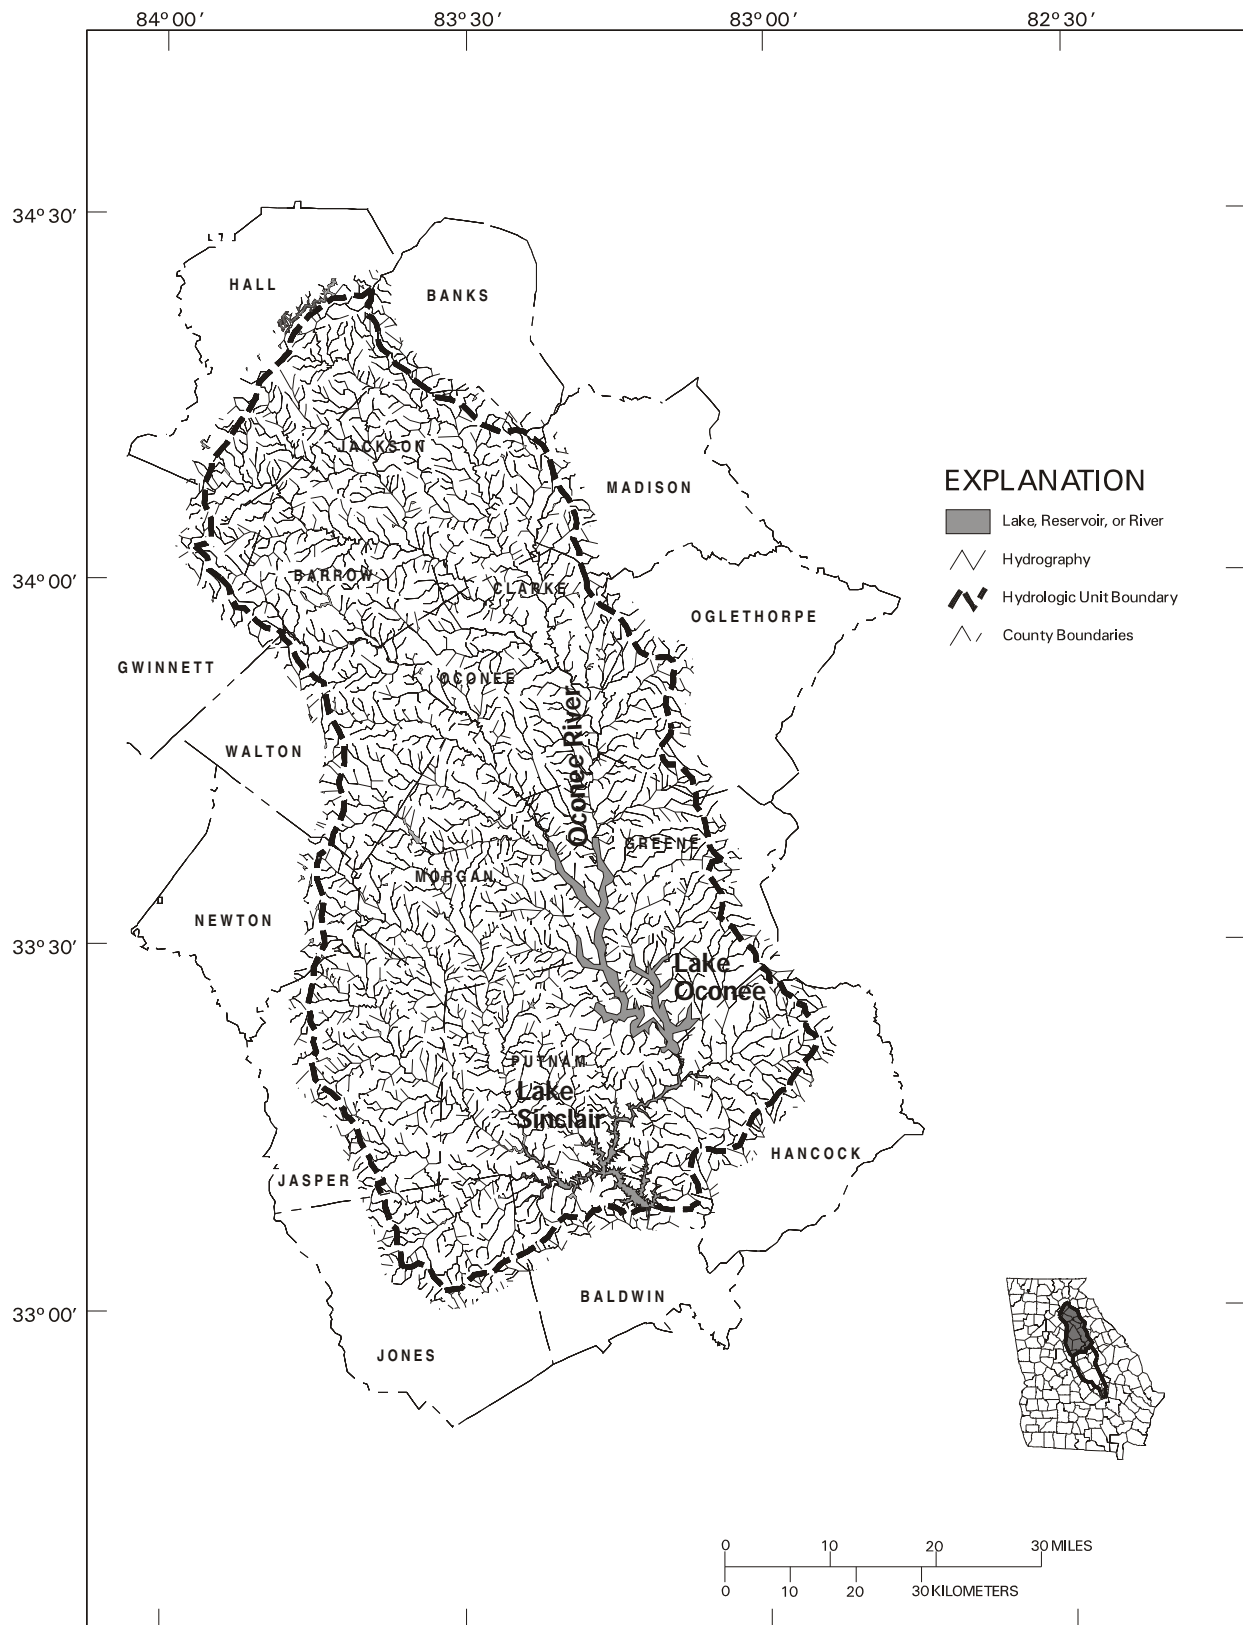 84°00′ 83°30′ 83°00′ 82°30′
34°30′
HALL
BANKS
JACKSON
MADISON
EXPLANATION
Lake, Reservoir, or River
Hydrography
Hydrologic Unit Boundary
County Boundaries
34°00′
BARROW
CLARKE
OGLETHORPE
GWINNETT
OCONEE
Oconee River
WALTON
GREENE
MORGAN
NEWTON
33°30′
Lake
Oconee
PUTNAM
Lake
Sinclair
HANCOCK
JASPER
BALDWIN
33°00′
JONES
0 10 20 30 MILES
0 10 20 30 KILOMETERS